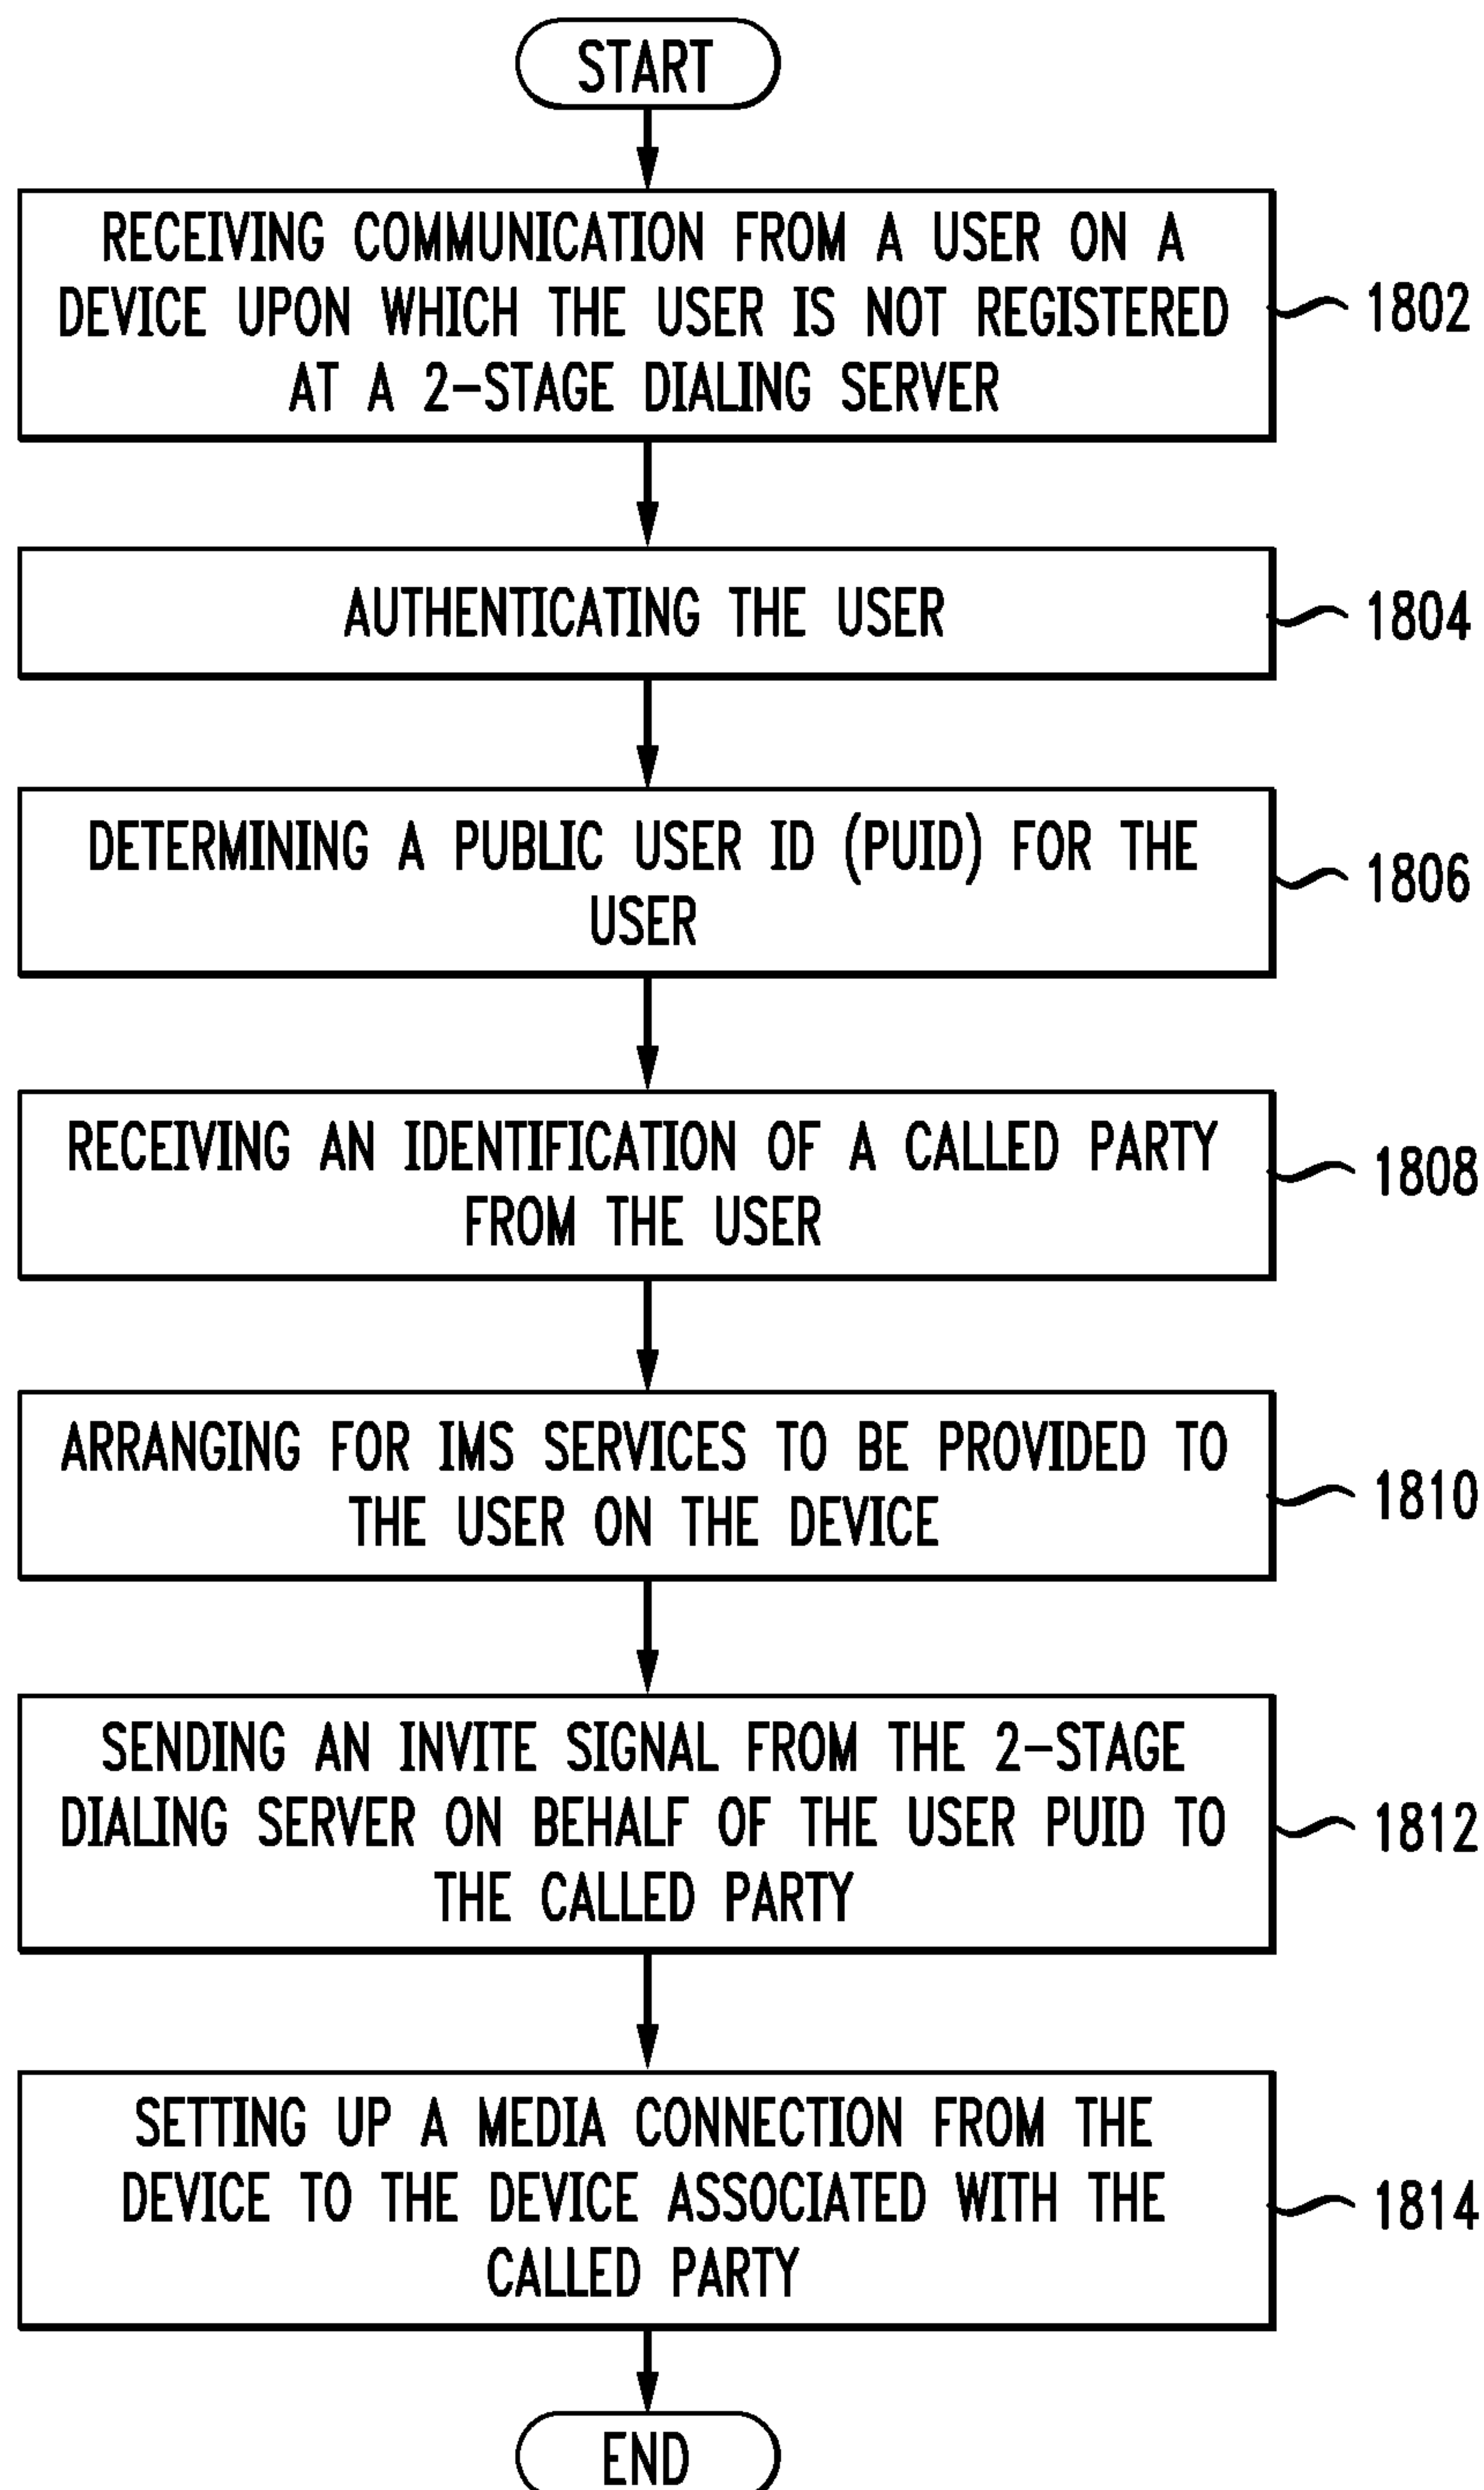 START
RECEIVING COMMUNICATION FROM A USER ON A
DEVICE UPON WHICH THE USER IS NOT REGISTERED
AT A 2-STAGE DIALING SERVER
1802
AUTHENTICATING THE USER
1804
DETERMINING A PUBLIC USER ID (PUID) FOR THE
USER
1806
RECEIVING AN IDENTIFICATION OF A CALLED PARTY
FROM THE USER
1808
ARRANGING FOR IMS SERVICES TO BE PROVIDED TO
THE USER ON THE DEVICE
1810
SENDING AN INVITE SIGNAL FROM THE 2-STAGE
DIALING SERVER ON BEHALF OF THE USER PUID TO
THE CALLED PARTY
1812
SETTING UP A MEDIA CONNECTION FROM THE
DEVICE TO THE DEVICE ASSOCIATED WITH THE
CALLED PARTY
1814
END